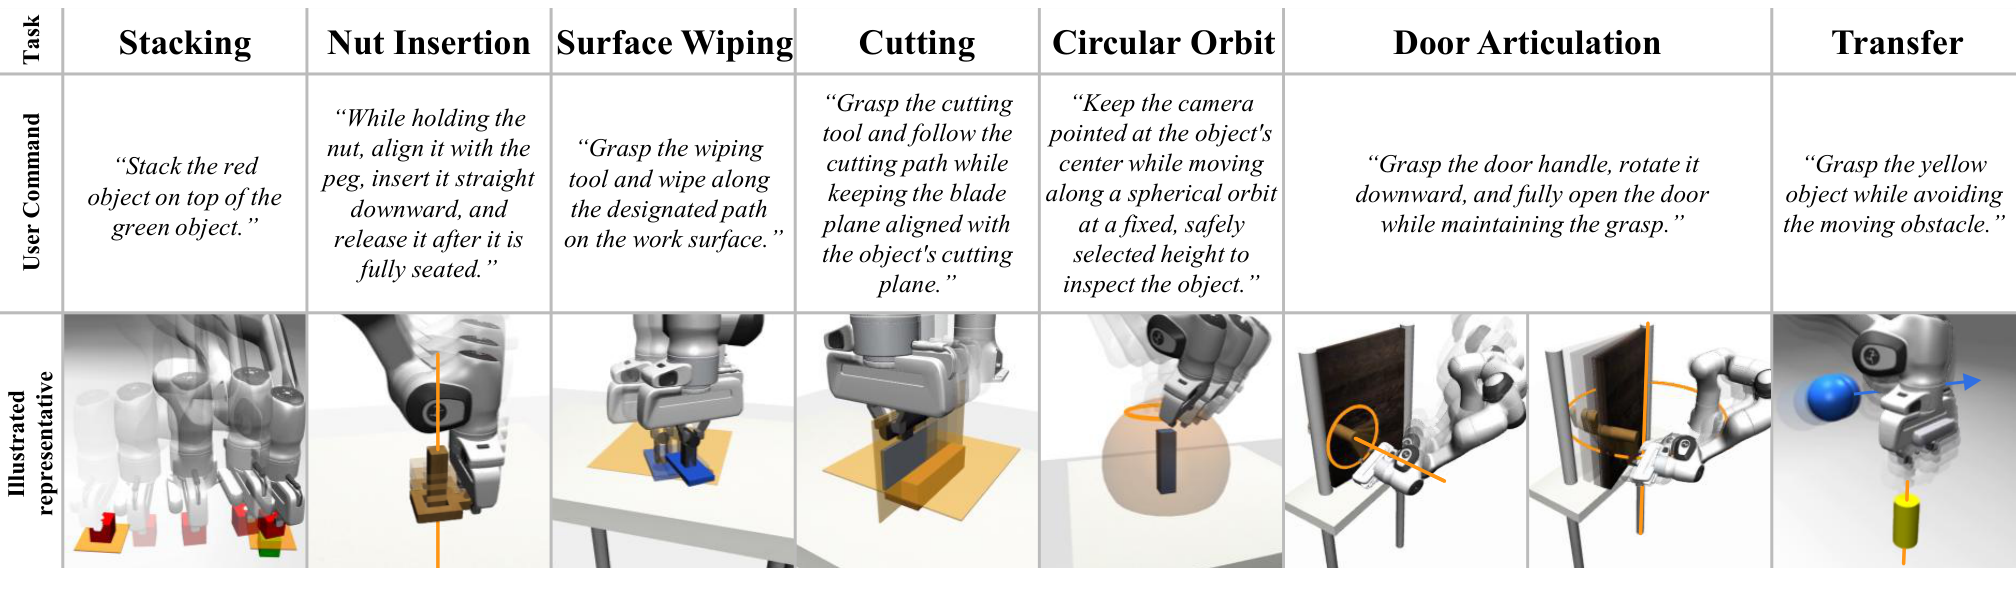 Task
Stacking
Nut Insertion
Surface Wiping
Cutting
Circular Orbit
Door Articulation
Transfer
User Command
“Stack the red
object on top of the
green object.”
“While holding the
nut, align it with the
peg, insert it straight
downward, and
release it after it is
fully seated.”
“Grasp the wiping
tool and wipe along
the designated path
on the work surface.”
“Grasp the cutting
tool and follow the
cutting path while
keeping the blade
plane aligned with
the object's cutting
plane.”
“Keep the camera
pointed at the object's
center while moving
along a spherical orbit
at a fixed, safely
selected height to
inspect the object.”
“Grasp the door handle, rotate it
downward, and fully open the door
while maintaining the grasp.”
“Grasp the yellow
object while avoiding
the moving obstacle.”
Illustrated
representative